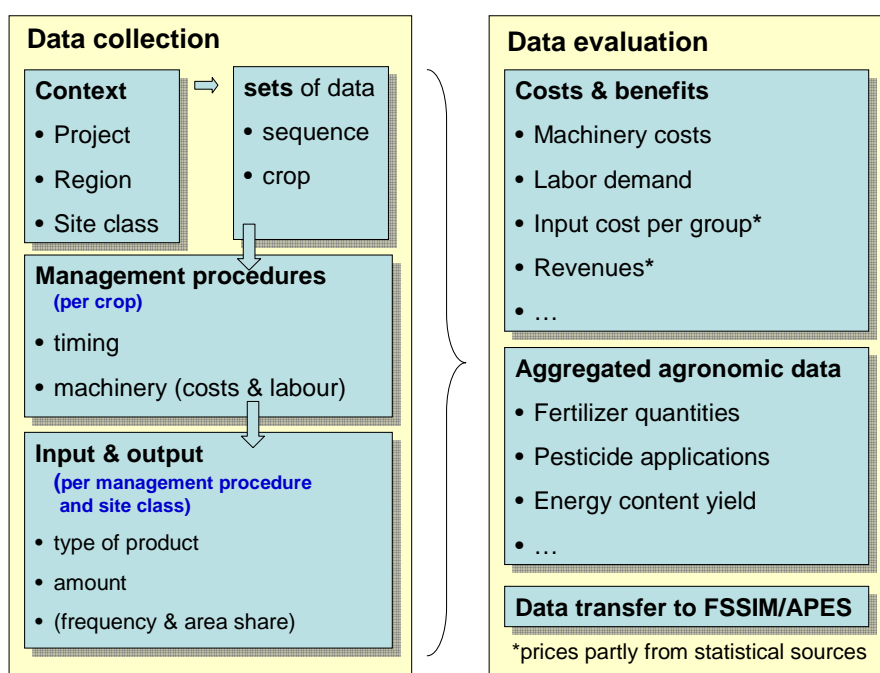 Data collection
Context
• Project
• Region
• Site class
sets of data
• sequence
• crop
Management procedures
(per crop)
• timing
• machinery (costs & labour)
Input & output
(per management procedure
and site class)
• type of product
• amount
• (frequency & area share)
Data evaluation
Costs & benefits
• Machinery costs
• Labor demand
• Input cost per group*
• Revenues*
• …
Aggregated agronomic data
• Fertilizer quantities
• Pesticide applications
• Energy content yield
• …
Data transfer to FSSIM/APES
*prices partly from statistical sources